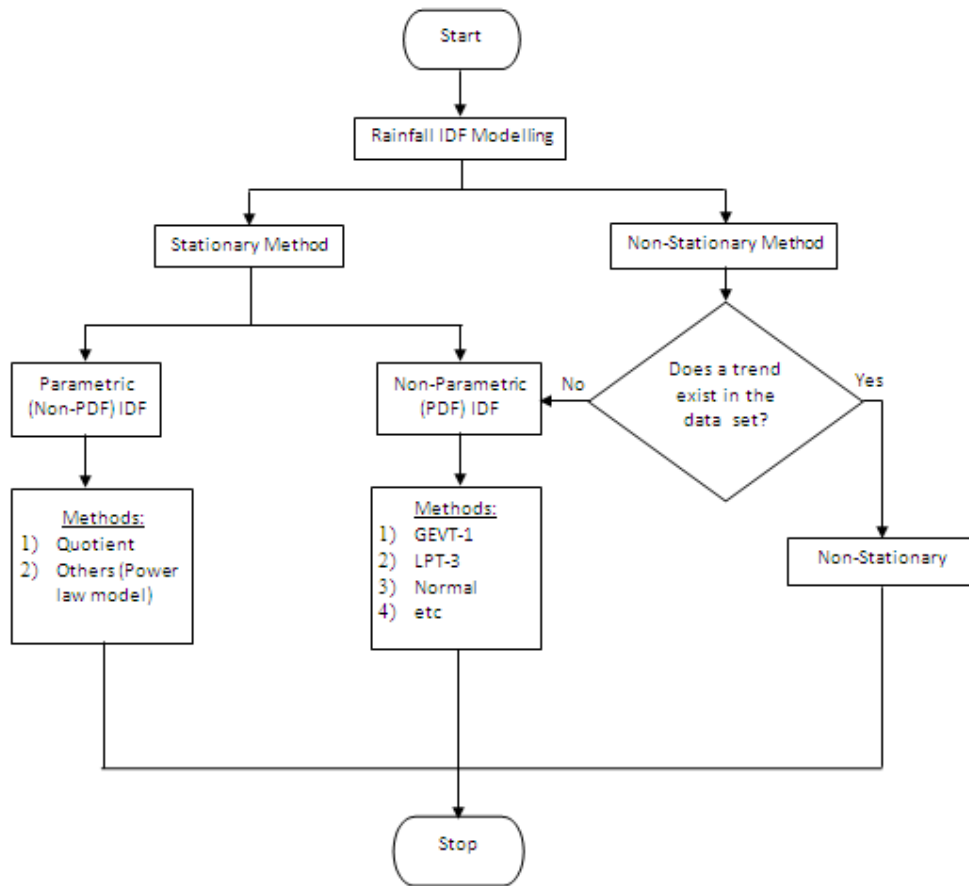 Start
Rainfall IDF Modelling
Stationary Method
Non-Stationary Method
Parametric
(Non-PDF) IDF
Non-Parametric
(PDF) IDF
No
Does a trend
exist in the
data set?
Yes
Methods:
1) Quotient
2) Others (Power
law model)
Methods:
1) GEVT-1
2) LPT-3
3) Normal
4) etc
Non-Stationary
Stop